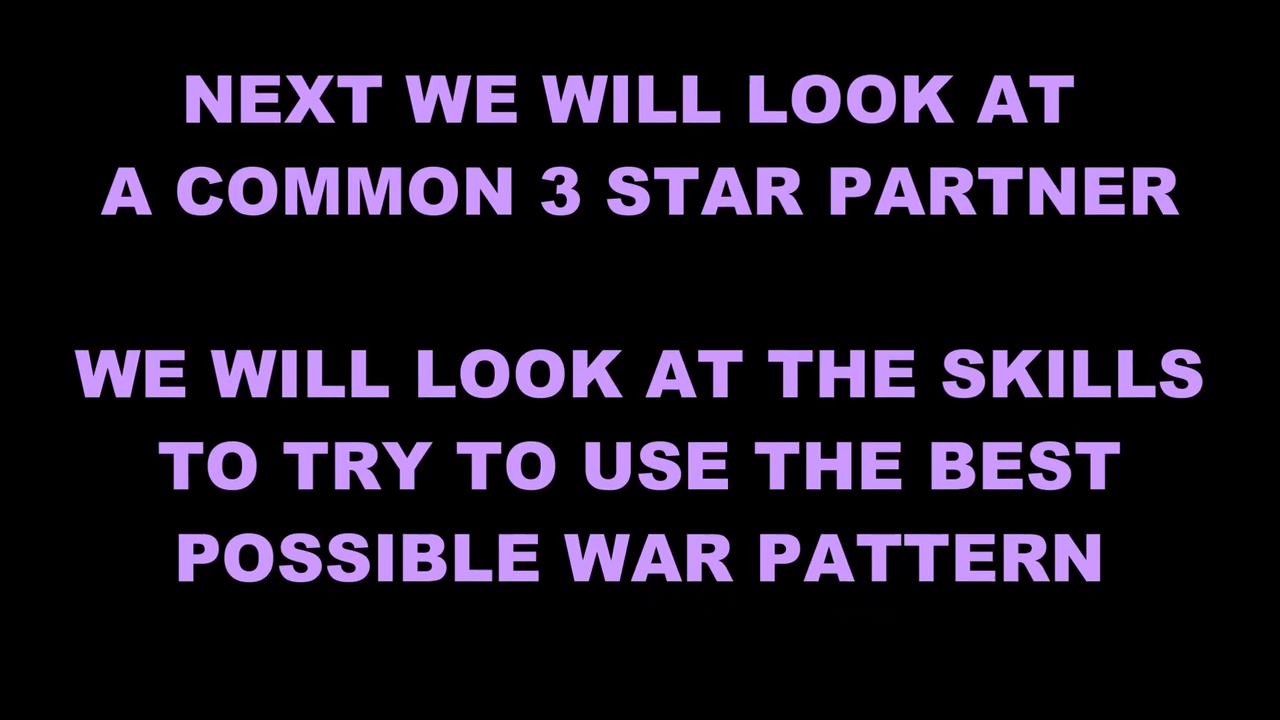 NEXT WE WILL LOOK AT
A COMMON 3 STAR PARTNER
WE WILL LOOK AT THE SKILLS
TO TRY TO USE THE BEST
POSSIBLE WAR PATTERN